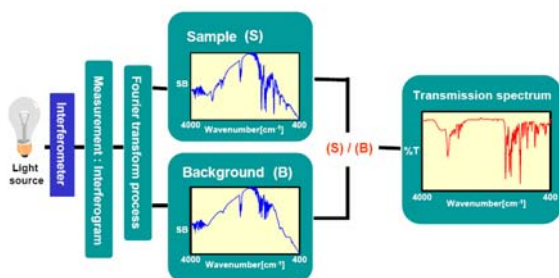 Light
source
Interferometer
Measurement : Interferogram
Fourier transform process
Sample (S)
SB
4000 400
Wavenumber[cm-1]
Background (B)
SB
4000 400
Wavenumber[cm-1]
(S) / (B)
Transmission spectrum
%T
4000 400
Wavenumber[cm-1]